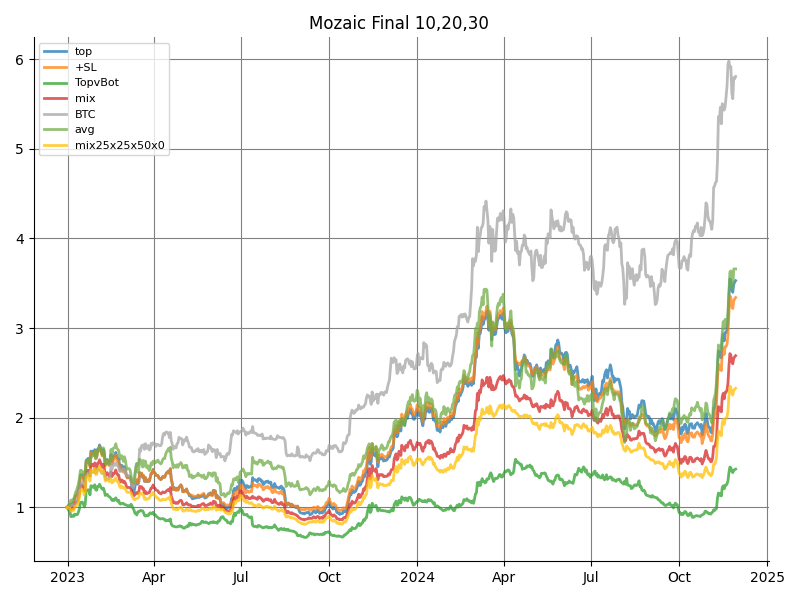 Mozaic Final 10,20,30
top
+SL
TopvBot
mix
BTC
avg
mix25x25x50x0
6
5
4
3
2
1
2023 Apr Jul Oct 2024 Apr Jul Oct 2025